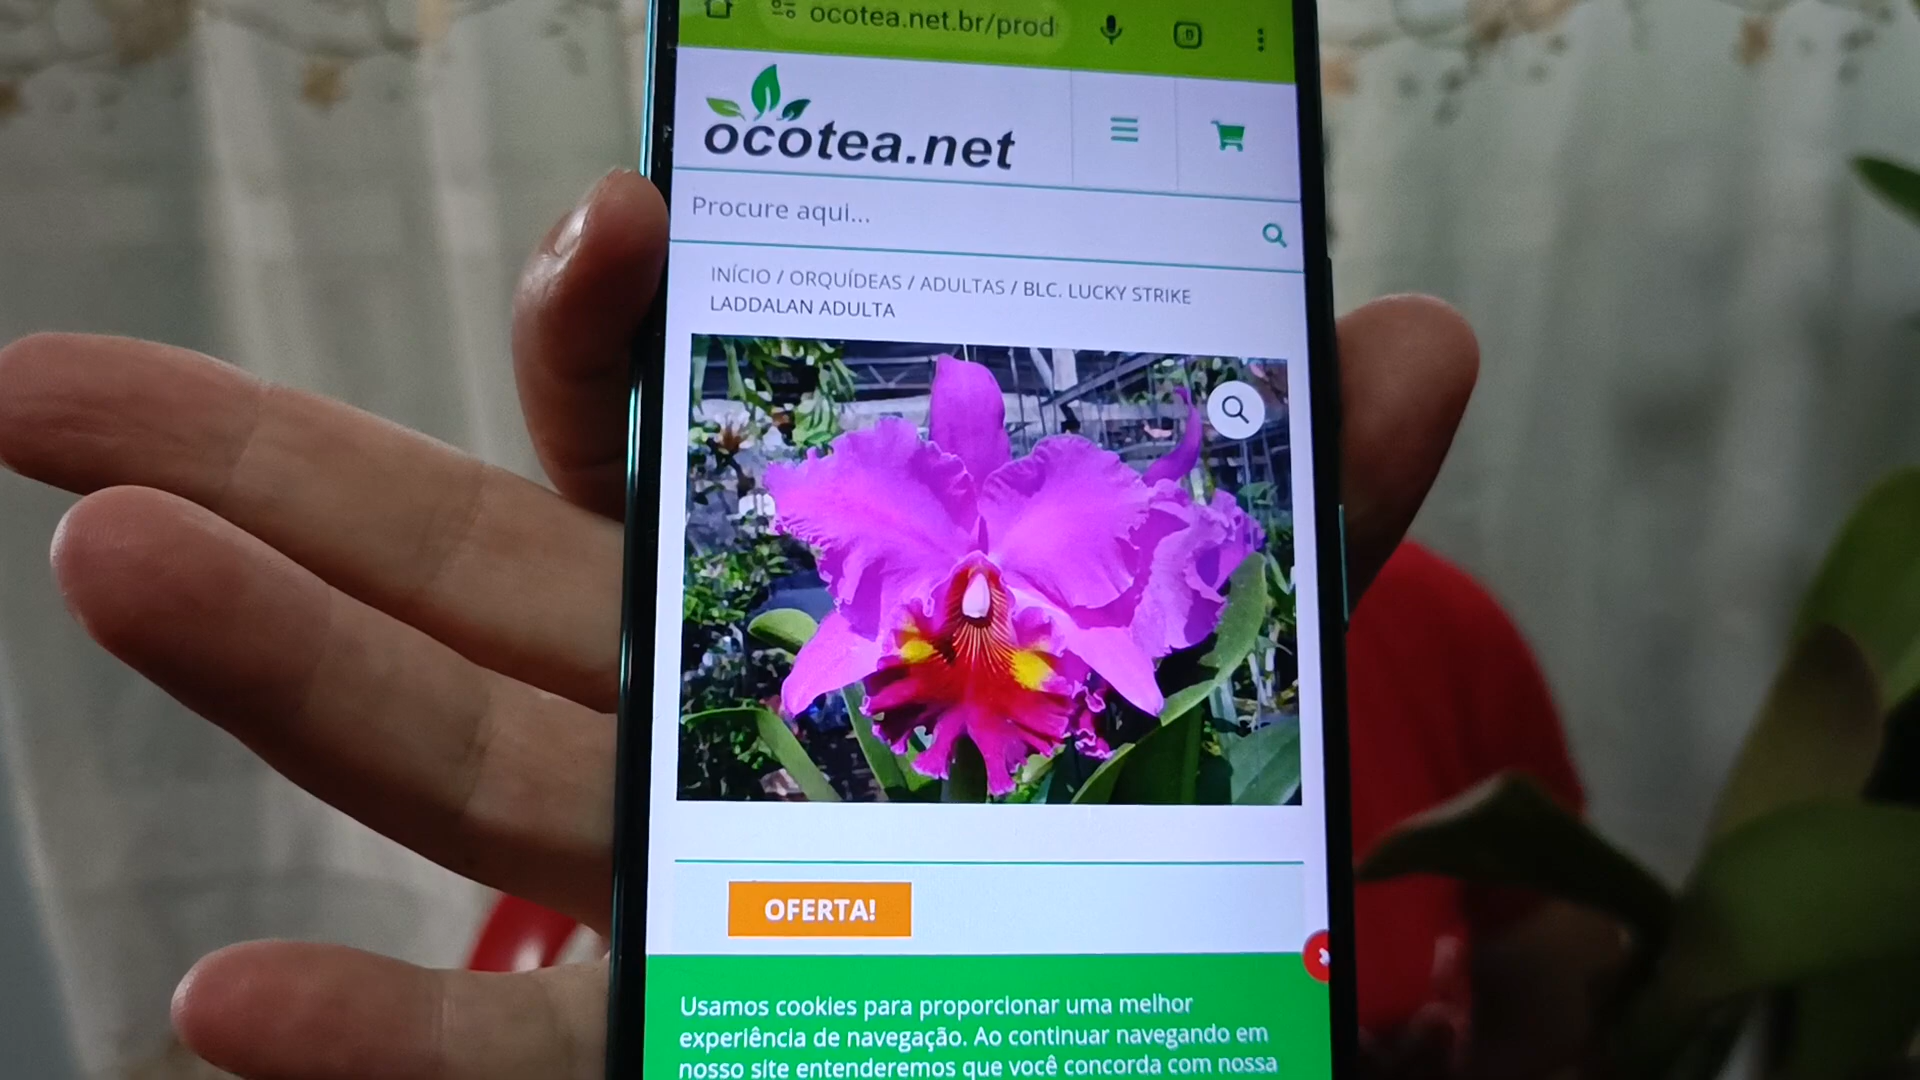 ocotea.net.br/prod
ocotea.net
Procure aqui...
INÍCIO / ORQUÍDEAS / ADULTAS / BLC. LUCKY STRIKE
LADDALAN ADULTA
OFERTA!
Usamos cookies para proporcionar uma melhor
experiência de navegação. Ao continuar navegando em
nosso site entenderemos que você concorda com nossa